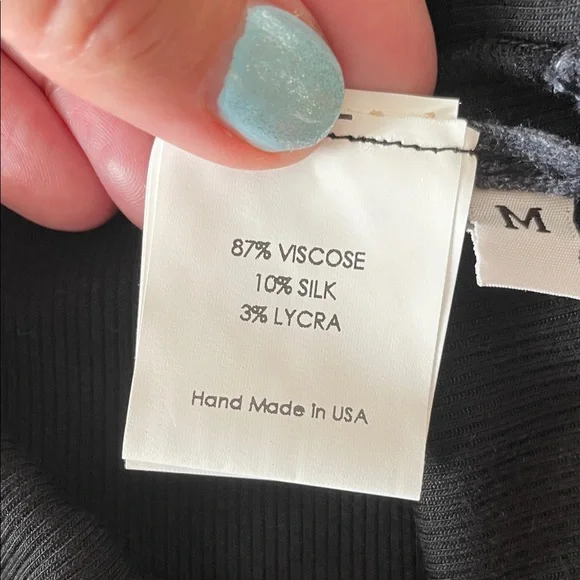 87% VISCOSE
10% SILK
3% LYCRA
Hand Made in USA
M